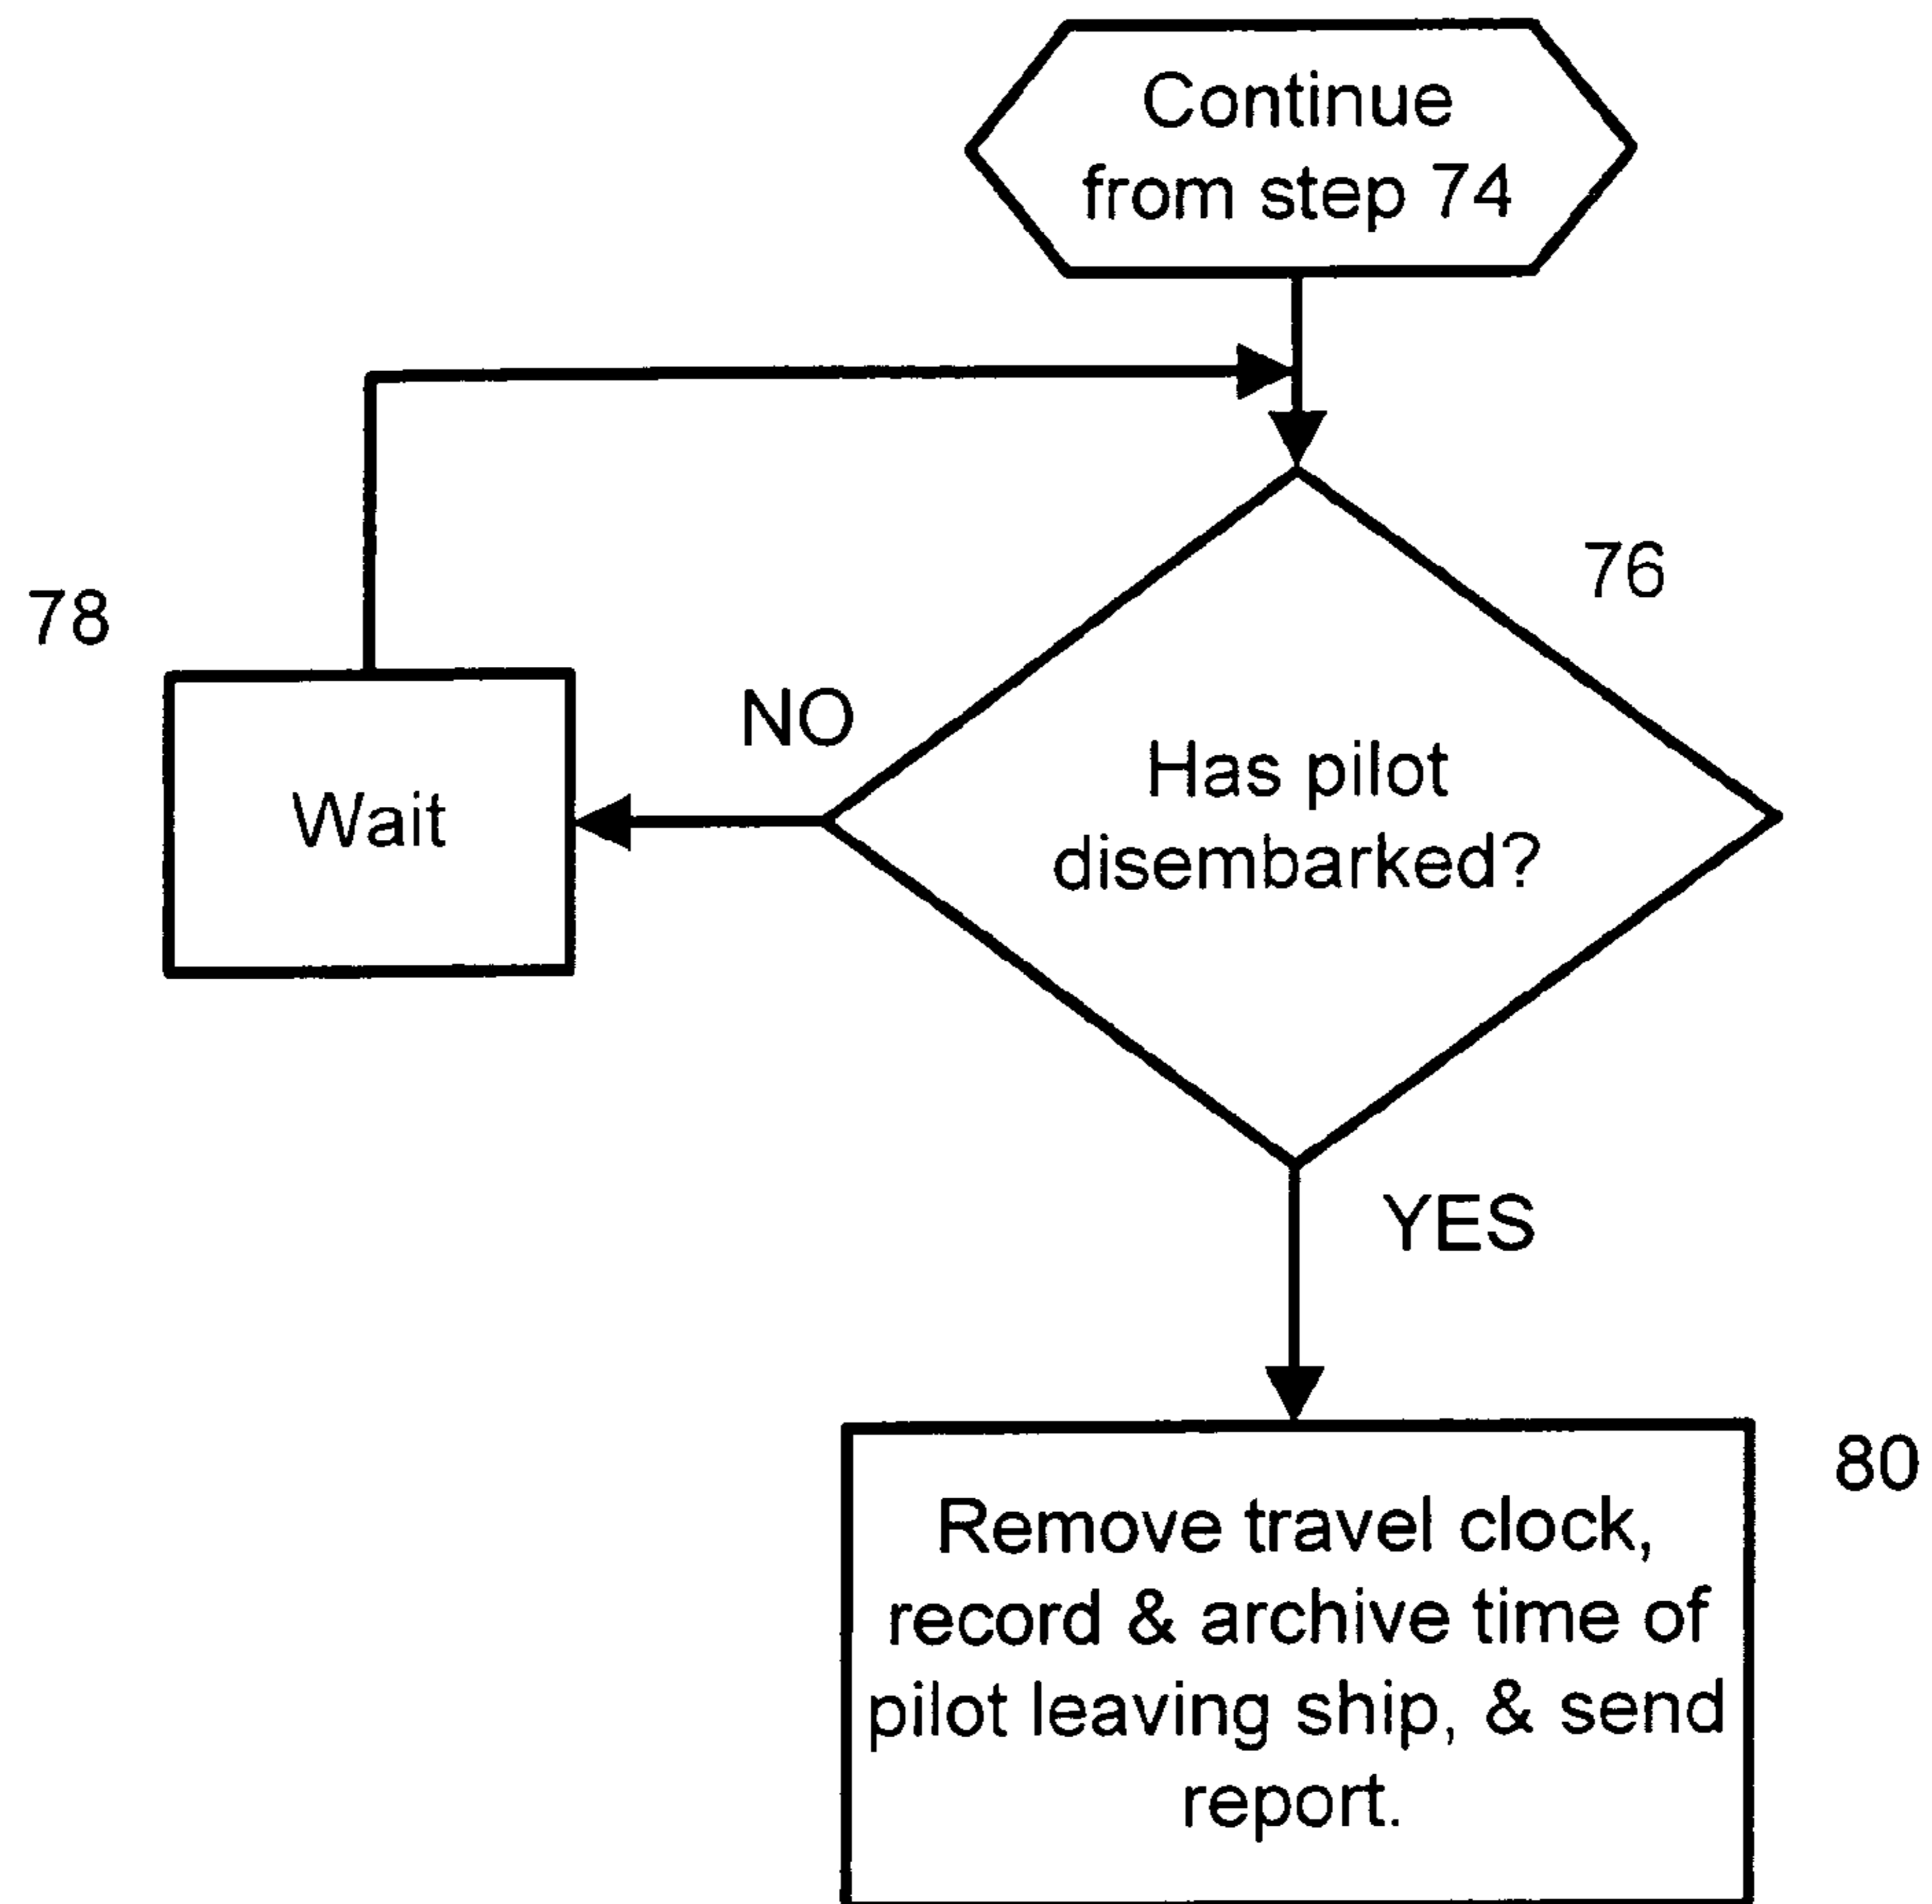 Continue
from step 74
76
78
NO
Has pilot
disembarked?
Wait
YES
80
Remove travel clock,
record & archive time of
pilot leaving ship, & send
report.